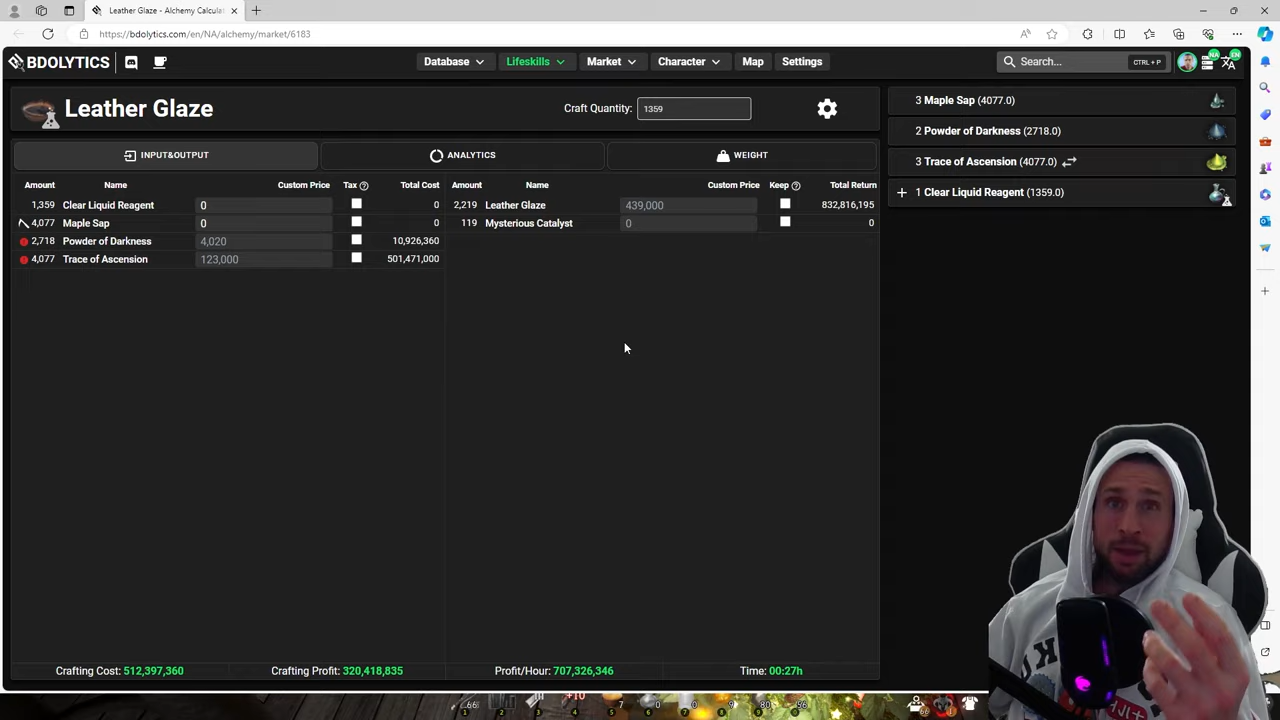 Leather Glaze - Alchemy Calcula
https://bdolytics.com/en/NA/alchemy/market/6183
BDOLYTICS
Database
Lifeskills
Market
Character
Map
Settings
Search...
CTRL + P
NA
EN
Leather Glaze
Craft Quantity: 1359
INPUT&OUTPUT
ANALYTICS
WEIGHT
Amount Name Custom Price Tax Total Cost
1,359 Clear Liquid Reagent 0 0
4,077 Maple Sap 0 0
2,718 Powder of Darkness 4,020 10,926,360
4,077 Trace of Ascension 123,000 501,471,000
Amount Name Custom Price Keep Total Return
2,219 Leather Glaze 439,000 832,816,195
119 Mysterious Catalyst 0 0
3 Maple Sap (4077.0)
2 Powder of Darkness (2718.0)
3 Trace of Ascension (4077.0)
1 Clear Liquid Reagent (1359.0)
Crafting Cost: 512,397,360
Crafting Profit: 320,418,835
Profit/Hour: 707,326,346
Time: 00:27h